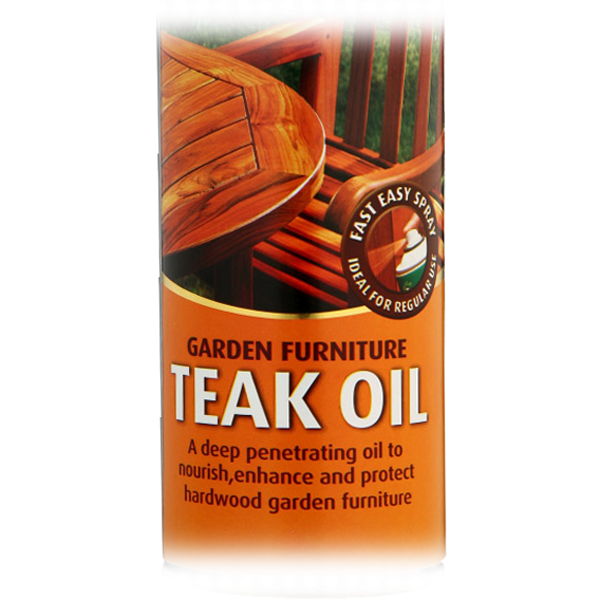 FAST EASY SPRAY
IDEAL FOR REGULAR USE
GARDEN FURNITURE
TEAK OIL
A deep penetrating oil to
nourish,enhance and protect
hardwood garden furniture